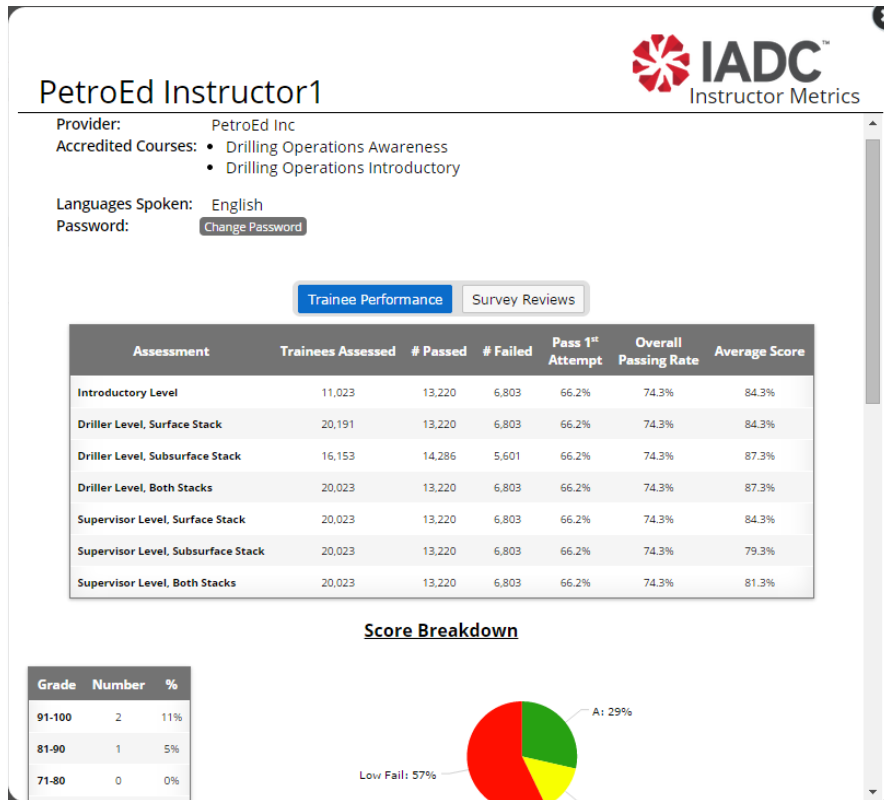 IADC™
Instructor Metrics
PetroEd Instructor1
Provider: PetroEd Inc
Accredited Courses: • Drilling Operations Awareness
• Drilling Operations Introductory
Languages Spoken: English
Password: Change Password
Trainee Performance Survey Reviews
Assessment Trainees Assessed # Passed # Failed Pass 1st Attempt Overall Passing Rate Average Score
Introductory Level 11,023 13,220 6,803 66.2% 74.3% 84.3%
Driller Level, Surface Stack 20,191 13,220 6,803 66.2% 74.3% 84.3%
Driller Level, Subsurface Stack 16,153 14,286 5,601 66.2% 74.3% 87.3%
Driller Level, Both Stacks 20,023 13,220 6,803 66.2% 74.3% 87.3%
Supervisor Level, Surface Stack 20,023 13,220 6,803 66.2% 74.3% 84.3%
Supervisor Level, Subsurface Stack 20,023 13,220 6,803 66.2% 74.3% 79.3%
Supervisor Level, Both Stacks 20,023 13,220 6,803 66.2% 74.3% 81.3%
Score Breakdown
Grade Number %
91-100 2 11%
81-90 1 5%
71-80 0 0%
A: 29%
Low Fail: 57%